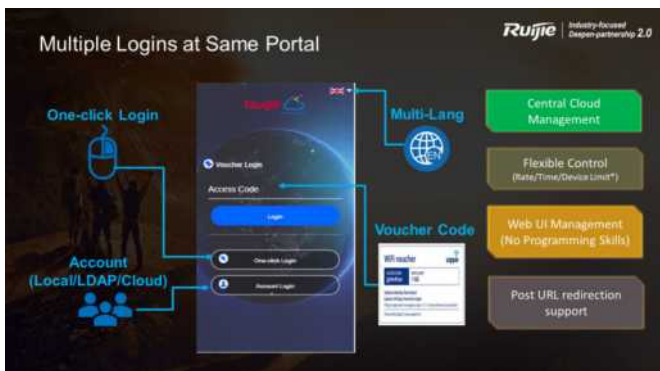 Multiple Logins at Same Portal
Ruijie
Industry-focused
Deepen-partnership 2.0
One-click Login
Account
(Local/LDAP/Cloud)
Voucher Login
Access Code
Login
One-click Login
Account Login
Multi-Lang
EN
Voucher Code
WiFi voucher
Central Cloud
Management
Flexible Control
(Rate/Time/Device Limit*)
Web UI Management
(No Programming Skills)
Post URL redirection
support